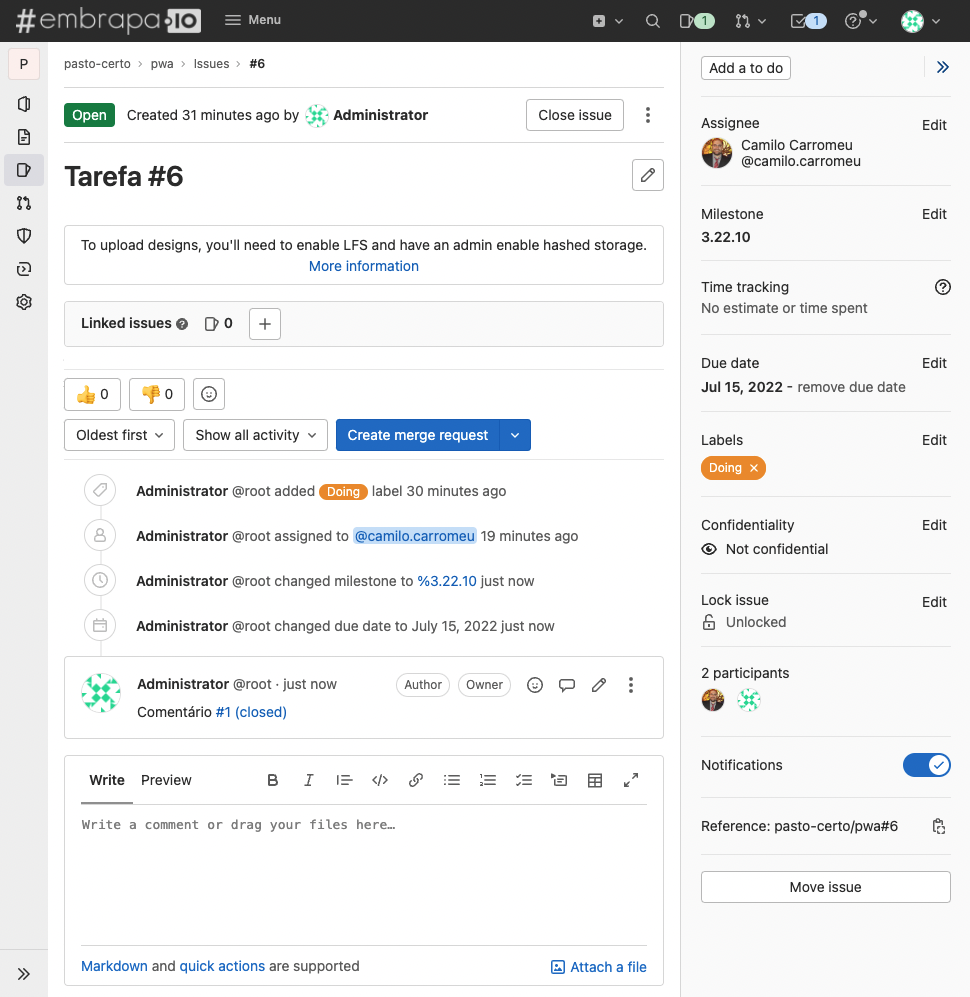 #embrapa.IO
Menu
1
1
P
pasto-certo › pwa › Issues › #6
Open Created 31 minutes ago by Administrator
Close issue
Tarefa #6
To upload designs, you'll need to enable LFS and have an admin enable hashed storage.
More information
Linked issues 0
0
0
Oldest first
Show all activity
Create merge request
Administrator @root added Doing label 30 minutes ago
Administrator @root assigned to @camilo.carromeu 19 minutes ago
Administrator @root changed milestone to %3.22.10 just now
Administrator @root changed due date to July 15, 2022 just now
Administrator @root · just now
Author
Owner
Comentário #1 (closed)
Write Preview
Write a comment or drag your files here…
Markdown and quick actions are supported
Attach a file
Add a to do
Assignee Edit
Camilo Carromeu
@camilo.carromeu
Milestone Edit
3.22.10
Time tracking
No estimate or time spent
Due date Edit
Jul 15, 2022 - remove due date
Labels Edit
Doing
Confidentiality Edit
Not confidential
Lock issue Edit
Unlocked
2 participants
Notifications
Reference: pasto-certo/pwa#6
Move issue